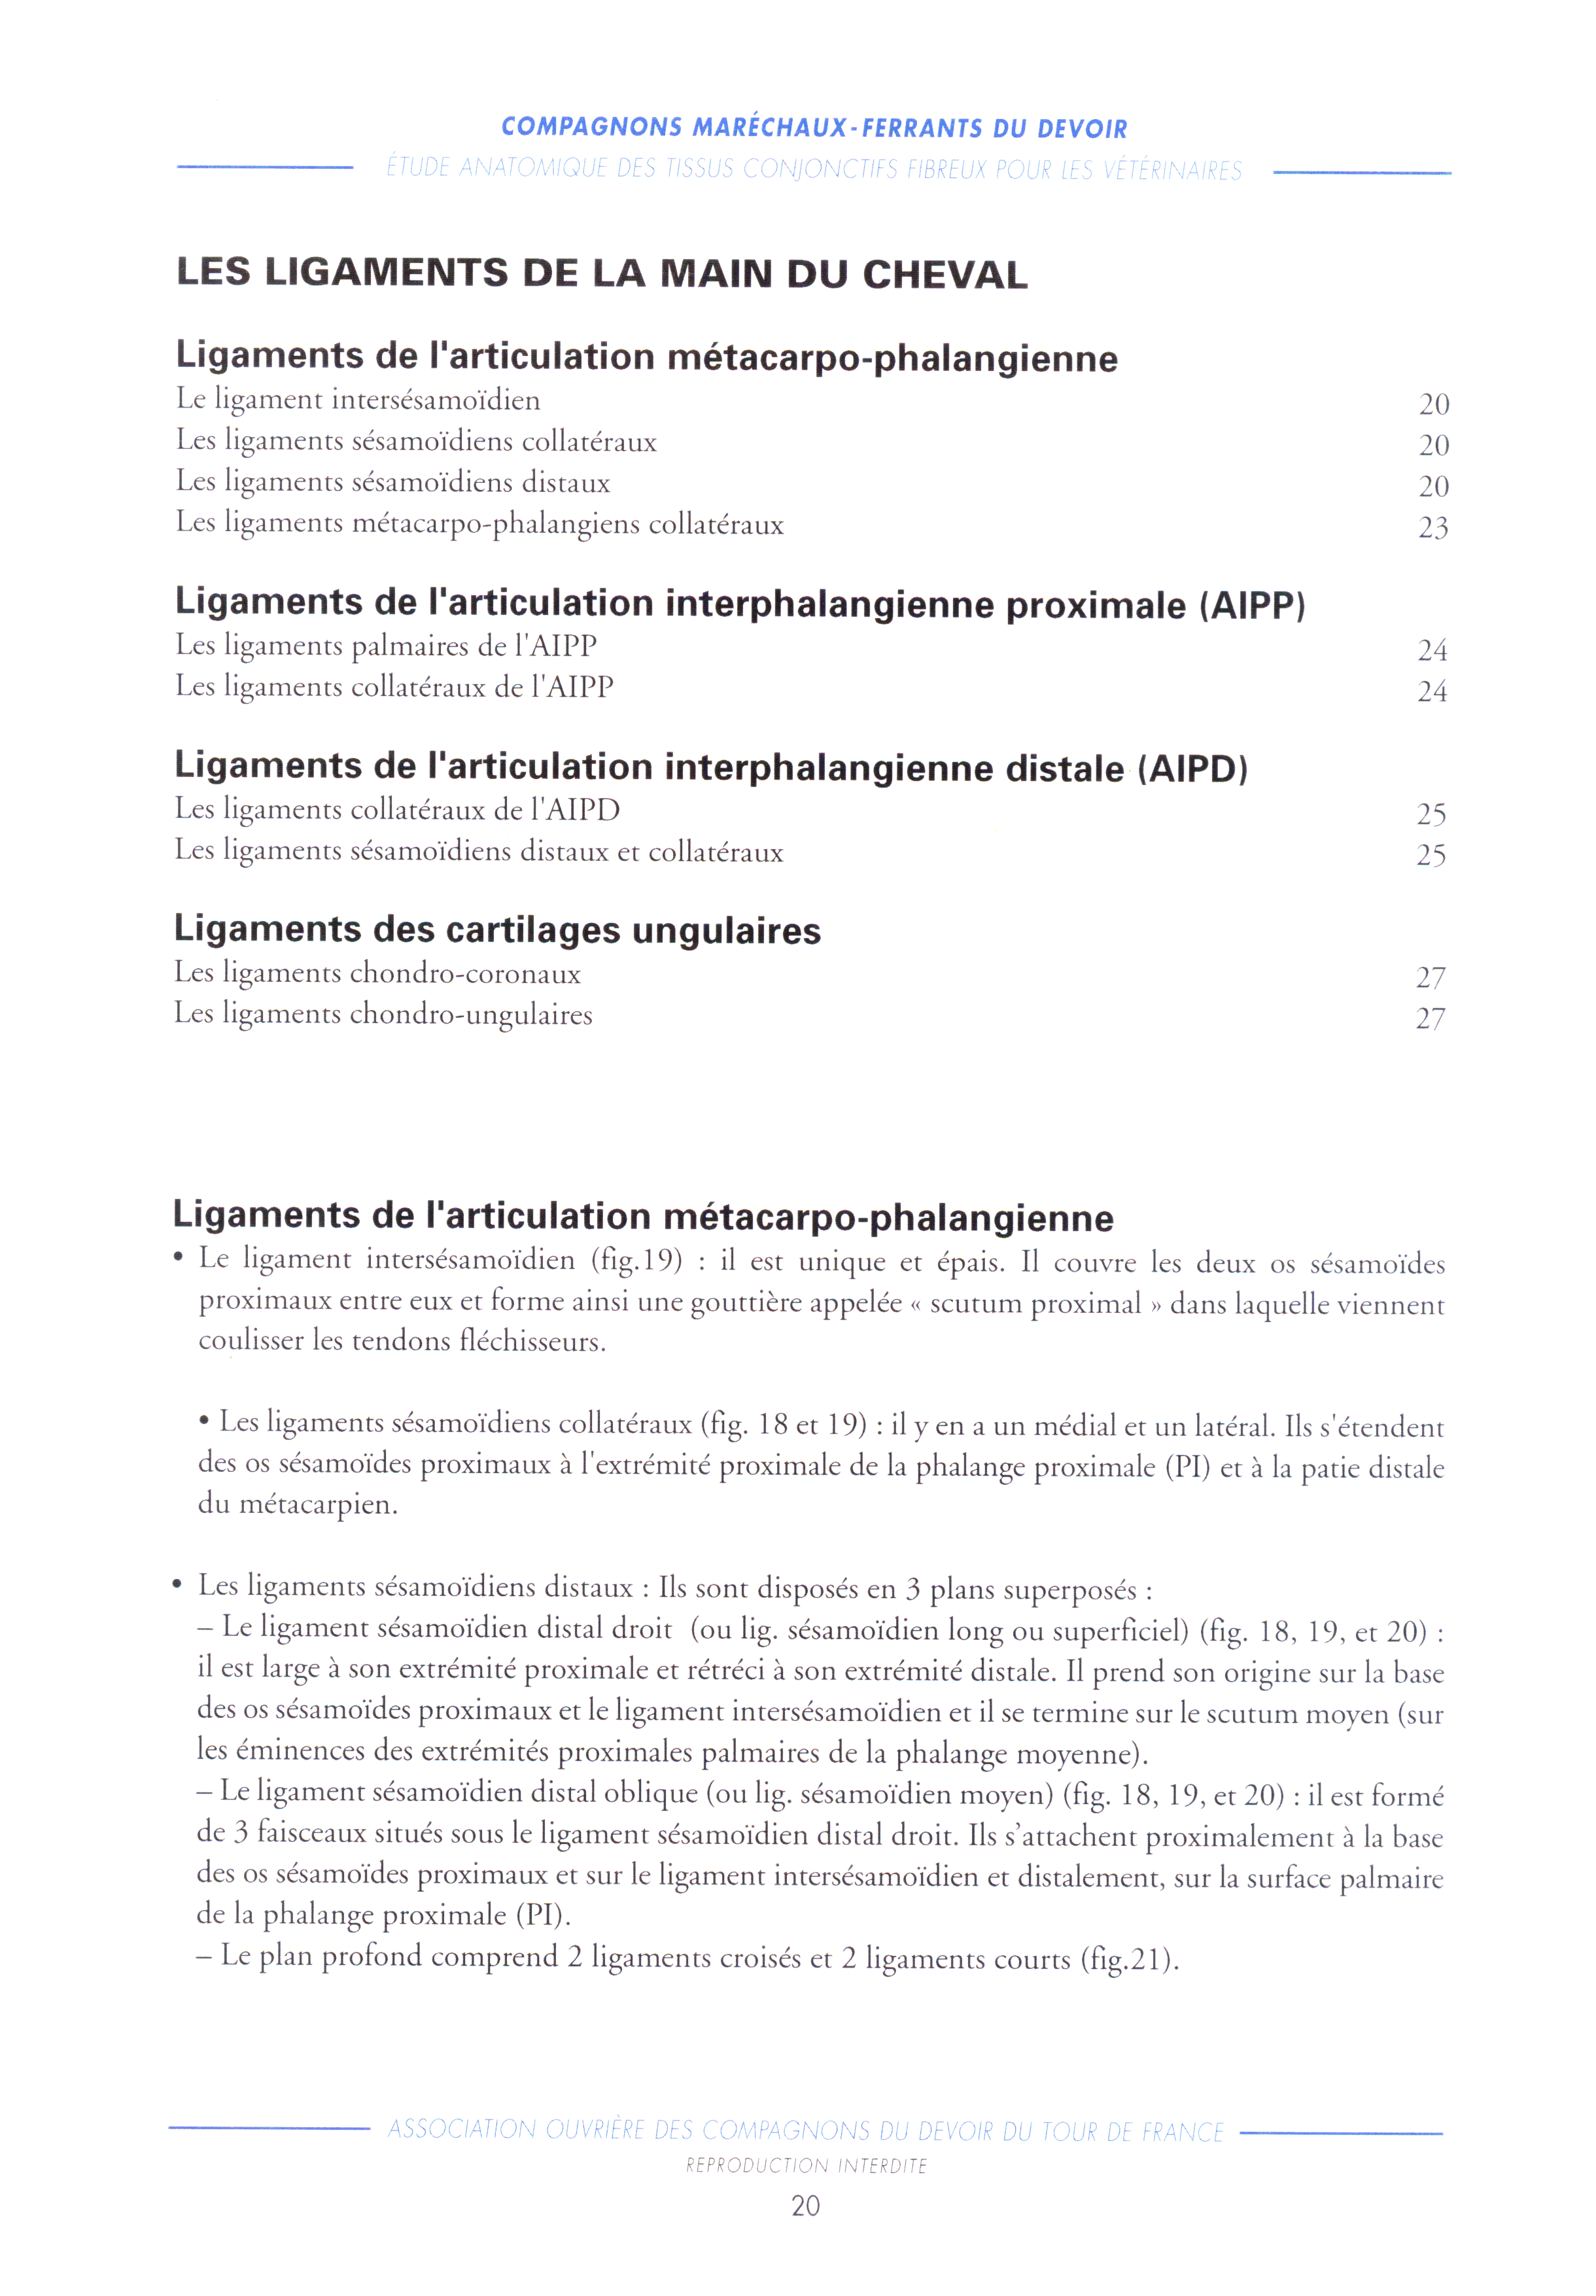 COMPAGNONS MARÉCHAUX-FERRANTS DU DEVOIR
ÉTUDE ANATOMIQUE DES TISSUS CONJONCTIFS FIBREUX POUR LES VÉTÉRINAIRES
LES LIGAMENTS DE LA MAIN DU CHEVAL
Ligaments de l'articulation métacarpo-phalangienne
Le ligament intersésamoïdien 20
Les ligaments sésamoïdiens collatéraux 20
Les ligaments sésamoïdiens distaux 20
Les ligaments métacarpo-phalangiens collatéraux 23
Ligaments de l'articulation interphalangienne proximale (AIPP)
Les ligaments palmaires de l'AIPP 24
Les ligaments collatéraux de l'AIPP 24
Ligaments de l'articulation interphalangienne distale (AIPD)
Les ligaments collatéraux de l'AIPD 25
Les ligaments sésamoïdiens distaux et collatéraux 25
Ligaments des cartilages ungulaires
Les ligaments chondro-coronaux 27
Les ligaments chondro-ungulaires 27
Ligaments de l'articulation métacarpo-phalangienne
• Le ligament intersésamoïdien (fig.19) : il est unique et épais. Il couvre les deux os sésamoïdes
proximaux entre eux et forme ainsi une gouttière appelée « scutum proximal » dans laquelle viennent
coulisser les tendons fléchisseurs.
• Les ligaments sésamoïdiens collatéraux (fig. 18 et 19) : il y en a un médial et un latéral. Ils s'étendent
des os sésamoïdes proximaux à l'extrémité proximale de la phalange proximale (PI) et à la patie distale
du métacarpien.
• Les ligaments sésamoïdiens distaux : Ils sont disposés en 3 plans superposés :
– Le ligament sésamoïdien distal droit (ou lig. sésamoïdien long ou superficiel) (fig. 18, 19, et 20) :
il est large à son extrémité proximale et rétréci à son extrémité distale. Il prend son origine sur la base
des os sésamoïdes proximaux et le ligament intersésamoïdien et il se termine sur le scutum moyen (sur
les éminences des extrémités proximales palmaires de la phalange moyenne).
– Le ligament sésamoïdien distal oblique (ou lig. sésamoïdien moyen) (fig. 18, 19, et 20) : il est formé
de 3 faisceaux situés sous le ligament sésamoïdien distal droit. Ils s’attachent proximalement à la base
des os sésamoïdes proximaux et sur le ligament intersésamoïdien et distalement, sur la surface palmaire
de la phalange proximale (PI).
– Le plan profond comprend 2 ligaments croisés et 2 ligaments courts (fig.21).
ASSOCIATION OUVRIÈRE DES COMPAGNONS DU DEVOIR DU TOUR DE FRANCE
REPRODUCTION INTERDITE
20